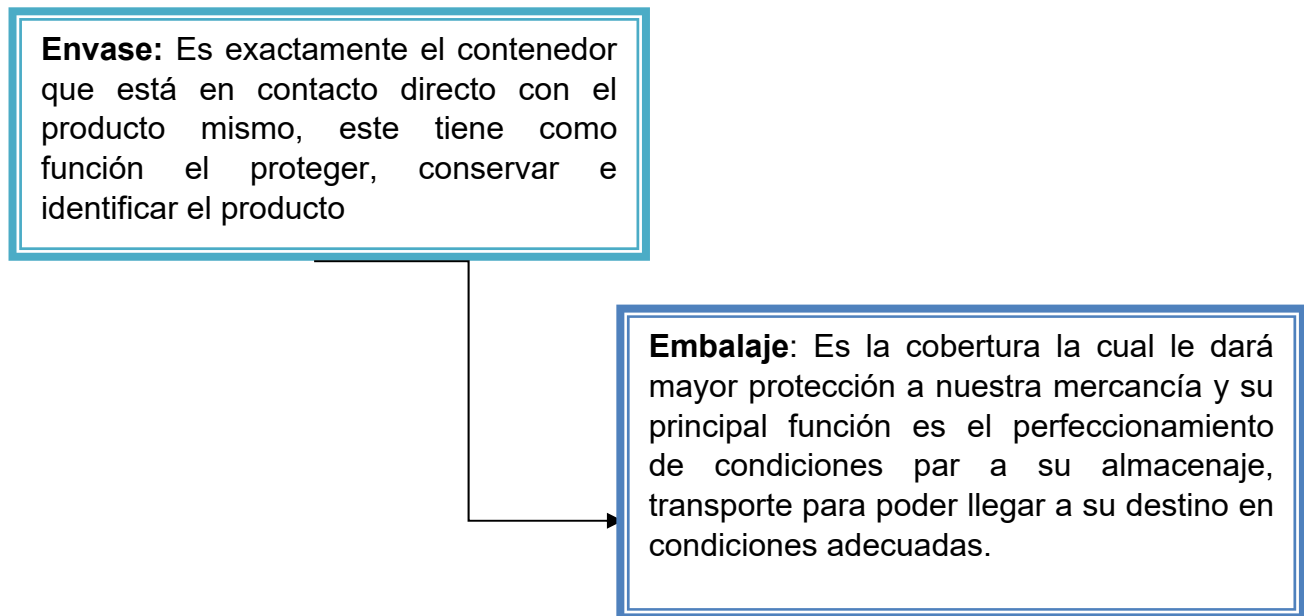 Envase: Es exactamente el contenedor
que está en contacto directo con el
producto mismo, este tiene como
función el proteger, conservar e
identificar el producto
Embalaje: Es la cobertura la cual le dará
mayor protección a nuestra mercancía y su
principal función es el perfeccionamiento
de condiciones par a su almacenaje,
transporte para poder llegar a su destino en
condiciones adecuadas.